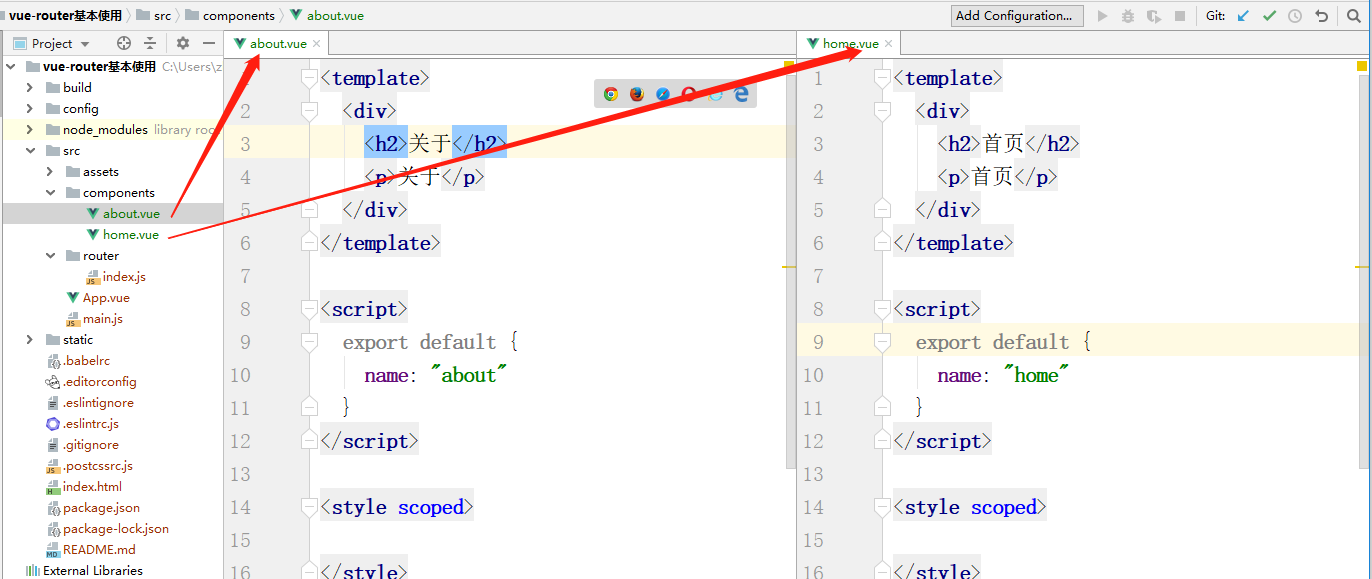 vue-router基本使用 src components about.vue Add Configuration... Git:
Project
about.vue
home.vue
vue-router基本使用 C:\Users\z
build
config
node_modules library roo
src
assets
components
about.vue
home.vue
router
index.js
App.vue
main.js
static
.babelrc
.editorconfig
.eslintignore
.eslintrc.js
.gitignore
.postcssrc.js
index.html
package.json
package-lock.json
README.md
External Libraries
<template>
2 <div>
3 <h2>关于</h2>
4 <p>关于</p>
5 </div>
6 </template>
7
8 <script>
9 export default {
10 name: "about"
11 }
12 </script>
13
14 <style scoped>
15
16 </style>
1 <template>
2 <div>
3 <h2>首页</h2>
4 <p>首页</p>
5 </div>
6 </template>
7
8 <script>
9 export default {
10 name: "home"
11 }
12 </script>
13
14 <style scoped>
15
16 </style>